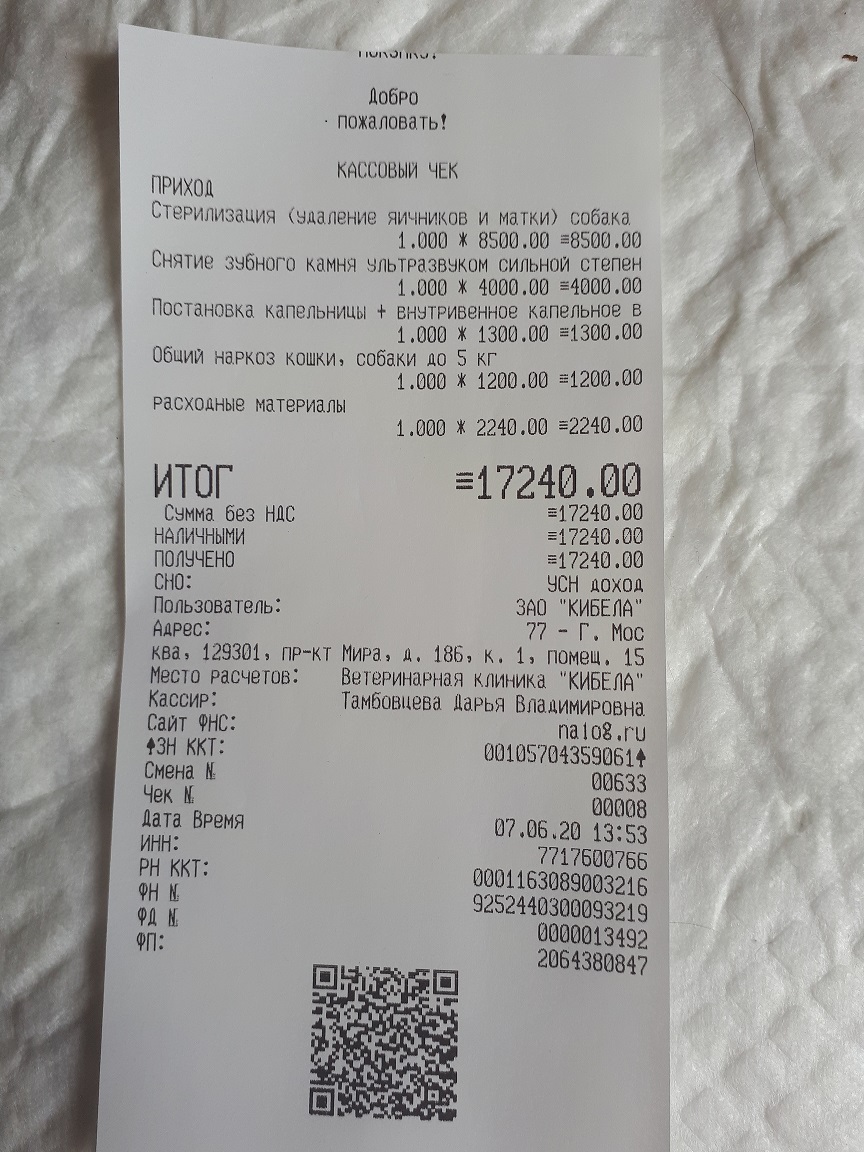 Добро
пожаловать!
КАССОВЫЙ ЧЕК
ПРИХОД
Стерилизация (удаление яичников и матки) собака
1.000 * 8500.00 ≡8500.00
Снятие зубного камня ультразвуком сильной степен
1.000 * 4000.00 ≡4000.00
Постановка капельницы + внутривенное капельное в
1.000 * 1300.00 ≡1300.00
Общий наркоз кошки, собаки до 5 кг
1.000 * 1200.00 ≡1200.00
расходные материалы
1.000 * 2240.00 ≡2240.00
ИТОГ ≡17240.00
Сумма без НДС ≡17240.00
НАЛИЧНЫМИ ≡17240.00
ПОЛУЧЕНО ≡17240.00
СНО: УСН доход
Пользователь: ЗАО "КИБЕЛА"
Адрес: 77 - Г. Мос
ква, 129301, пр-кт Мира, д. 186, к. 1, помещ. 15
Место расчетов: Ветеринарная клиника "КИБЕЛА"
Кассир: Тамбовцева Дарья Владимировна
Сайт ФНС: nalog.ru
ЗН ККТ: 00105704359061
Смена № 00633
Чек № 00008
Дата Время 07.06.20 13:53
ИНН: 7717600766
РН ККТ: 0001163089003216
ФН № 9252440300093219
ФД № 0000013492
ФП: 2064380847